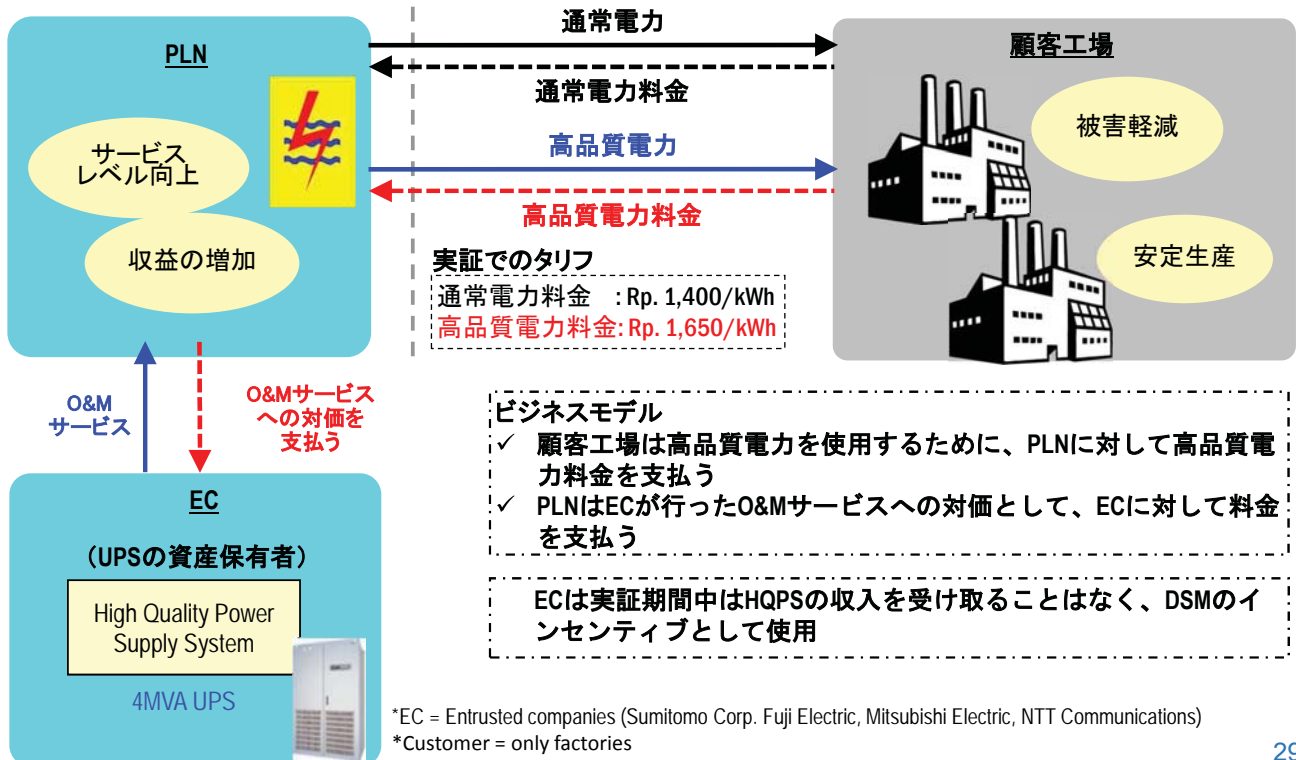 PLN
サービス
レベル向上
収益の増加
通常電力
通常電力料金
高品質電力
高品質電力料金
実証でのタリフ
通常電力料金 : Rp. 1,400/kWh
高品質電力料金: Rp. 1,650/kWh
顧客工場
被害軽減
安定生産
O&M
サービス
O&Mサービス
への対価を
支払う
EC
（UPSの資産保有者）
High Quality Power
Supply System
4MVA UPS
ビジネスモデル
✓ 顧客工場は高品質電力を使用するために、PLNに対して高品質電
力料金を支払う
✓ PLNはECが行ったO&Mサービスへの対価として、ECに対して料金
を支払う
ECは実証期間中はHQPSの収入を受け取ることはなく、DSMのイ
ンセンティブとして使用
*EC = Entrusted companies (Sumitomo Corp. Fuji Electric, Mitsubishi Electric, NTT Communications)
*Customer = only factories
29